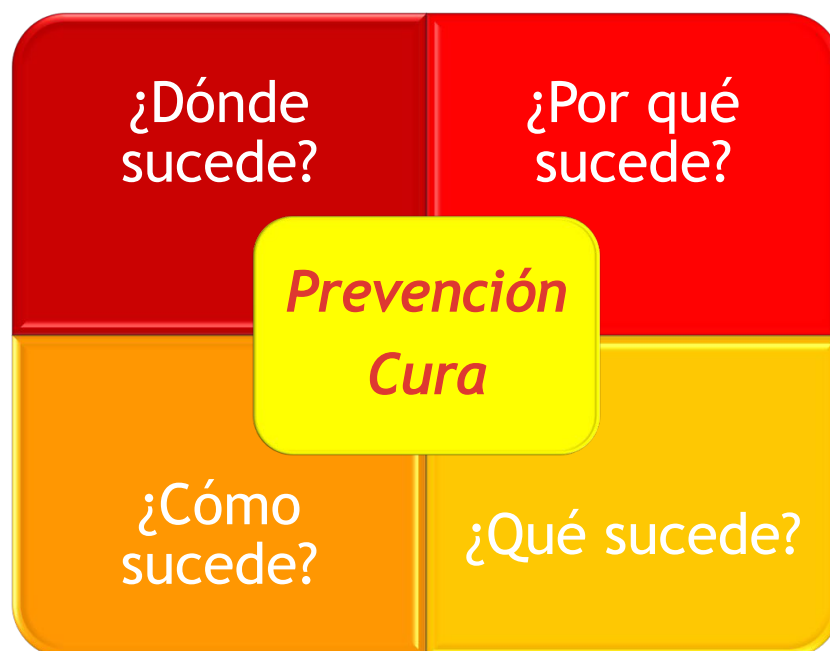 ¿Dónde
sucede?
¿Por qué
sucede?
Prevención
Cura
¿Cómo
sucede?
¿Qué sucede?